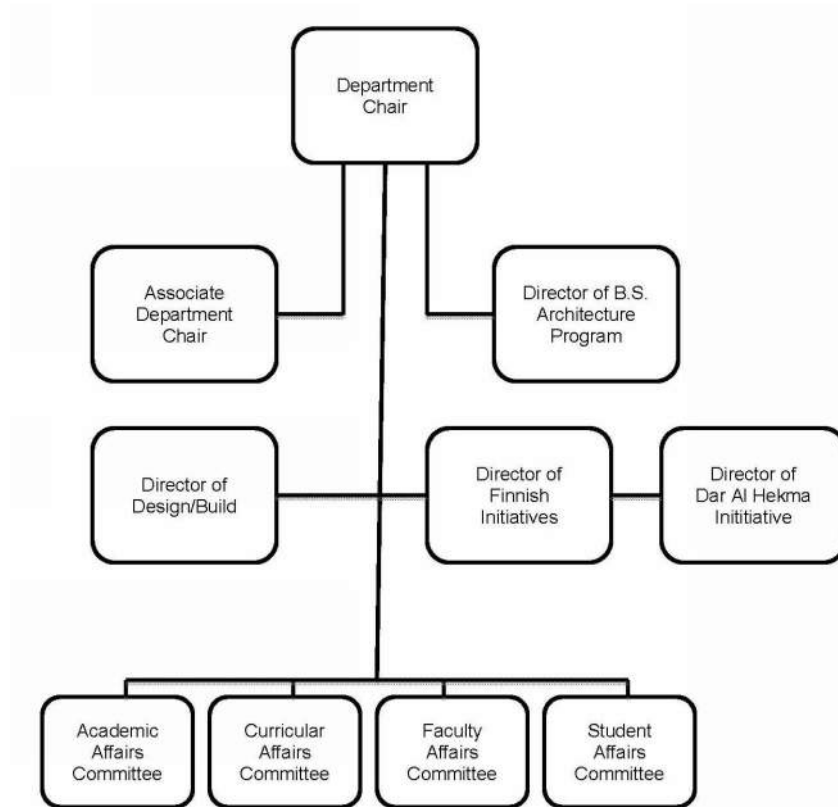 Department
Chair
Associate
Department
Chair
Director of B.S.
Architecture
Program
Director of
Design/Build
Director of
Finnish
Initiatives
Director of
Dar Al Hekma
Inititiative
Academic
Affairs
Committee
Curricular
Affairs
Committee
Faculty
Affairs
Committee
Student
Affairs
Committee